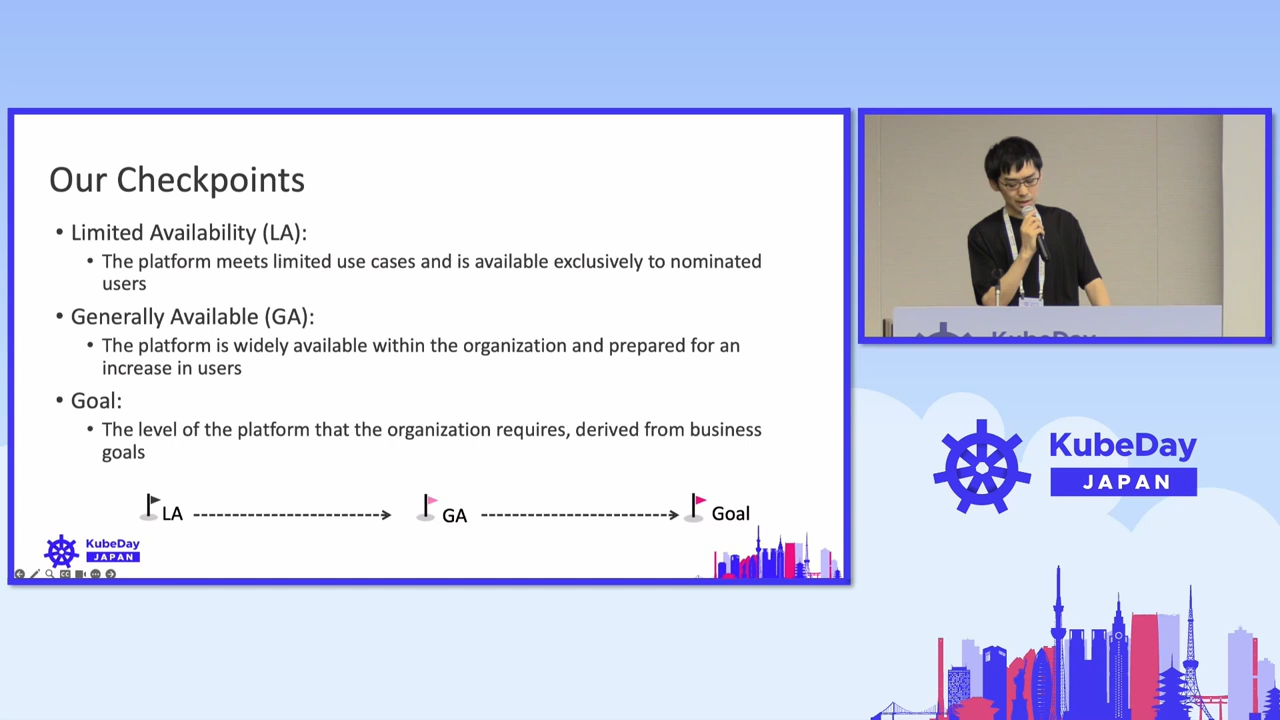 Our Checkpoints
• Limited Availability (LA):
• The platform meets limited use cases and is available exclusively to nominated
users
• Generally Available (GA):
• The platform is widely available within the organization and prepared for an
increase in users
• Goal:
• The level of the platform that the organization requires, derived from business
goals
LA
GA
Goal
KubeDay
JAPAN
KubeDay
KubeDay
JAPAN